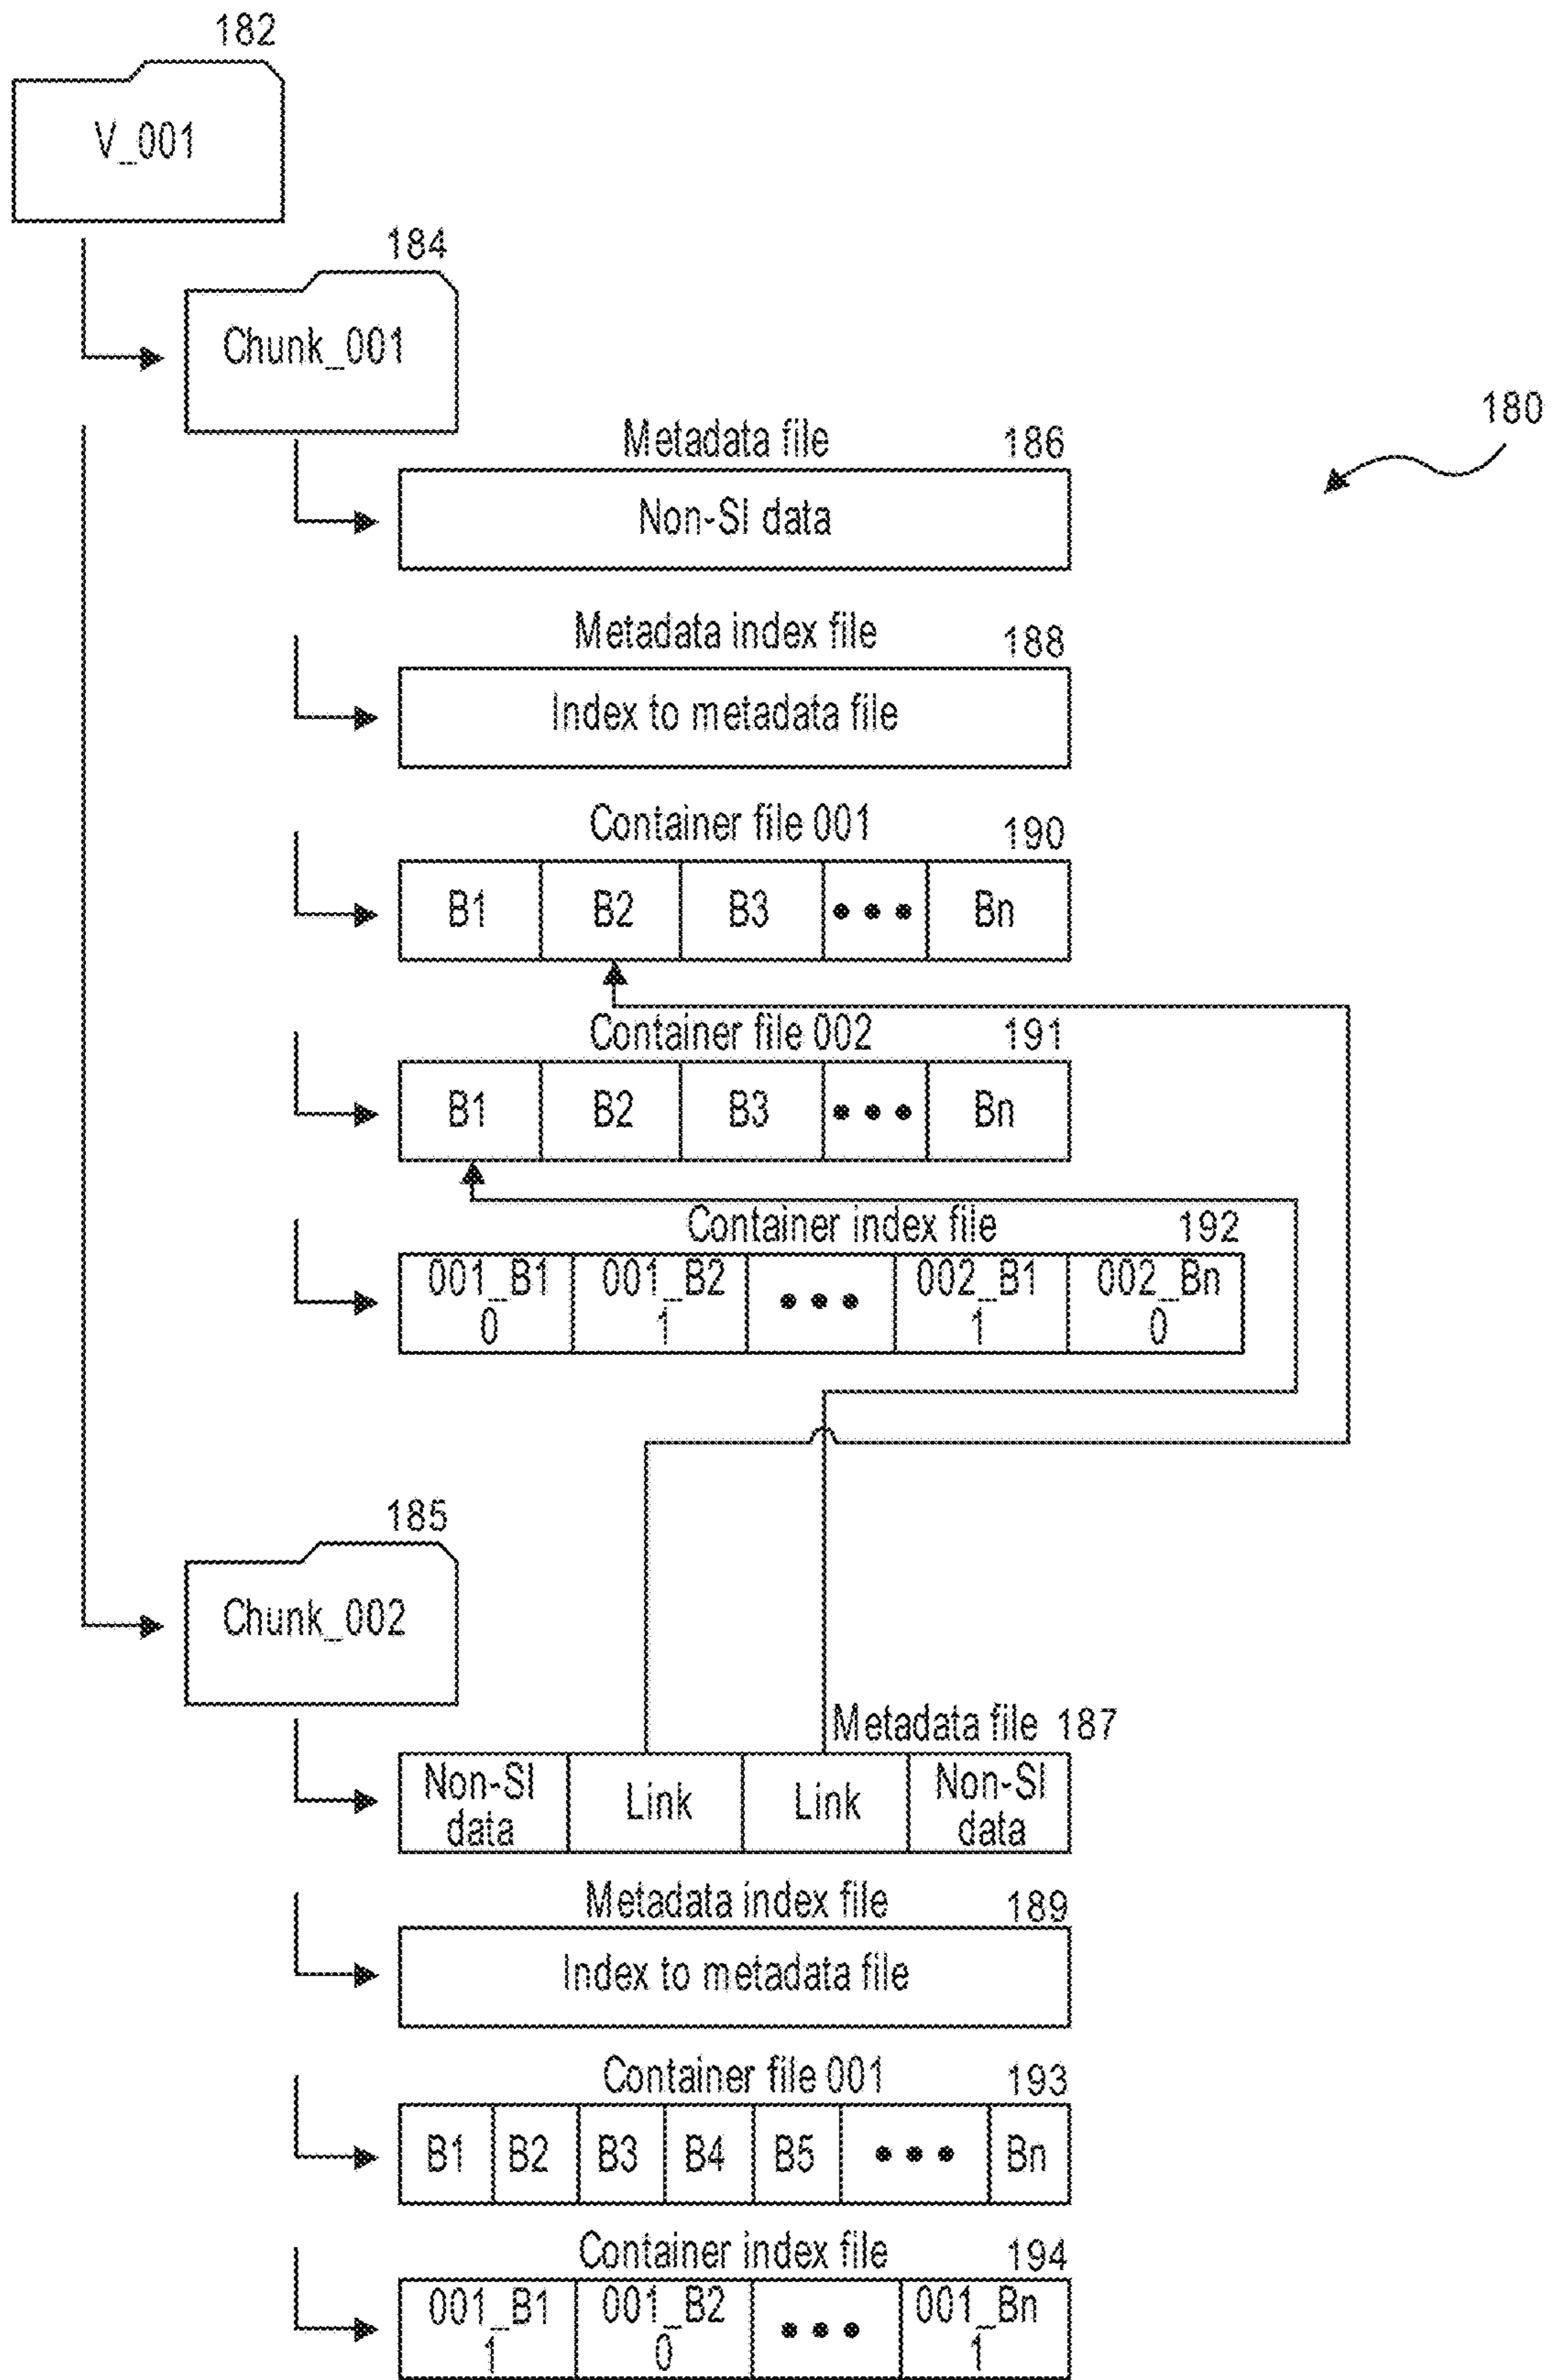 182
V_001
184
Chunk_001
180
Metadata file 186
Non-SI data
Metadata index file 188
Index to metadata file
Container file 001 190
B1 B2 B3 ••• Bn
Container file 002 191
B1 B2 B3 ••• Bn
Container index file 192
001_B1 001_B2 ••• 002_B1 002_Bn
0 1 1 0
185
Chunk_002
Metadata file 187
Non-SI Link Link Non-SI
data data
Metadata index file 189
Index to metadata file
Container file 001 193
B1 B2 B3 B4 B5 ••• Bn
Container index file 194
001_B1 001_B2 ••• 001_Bn
1 0 1